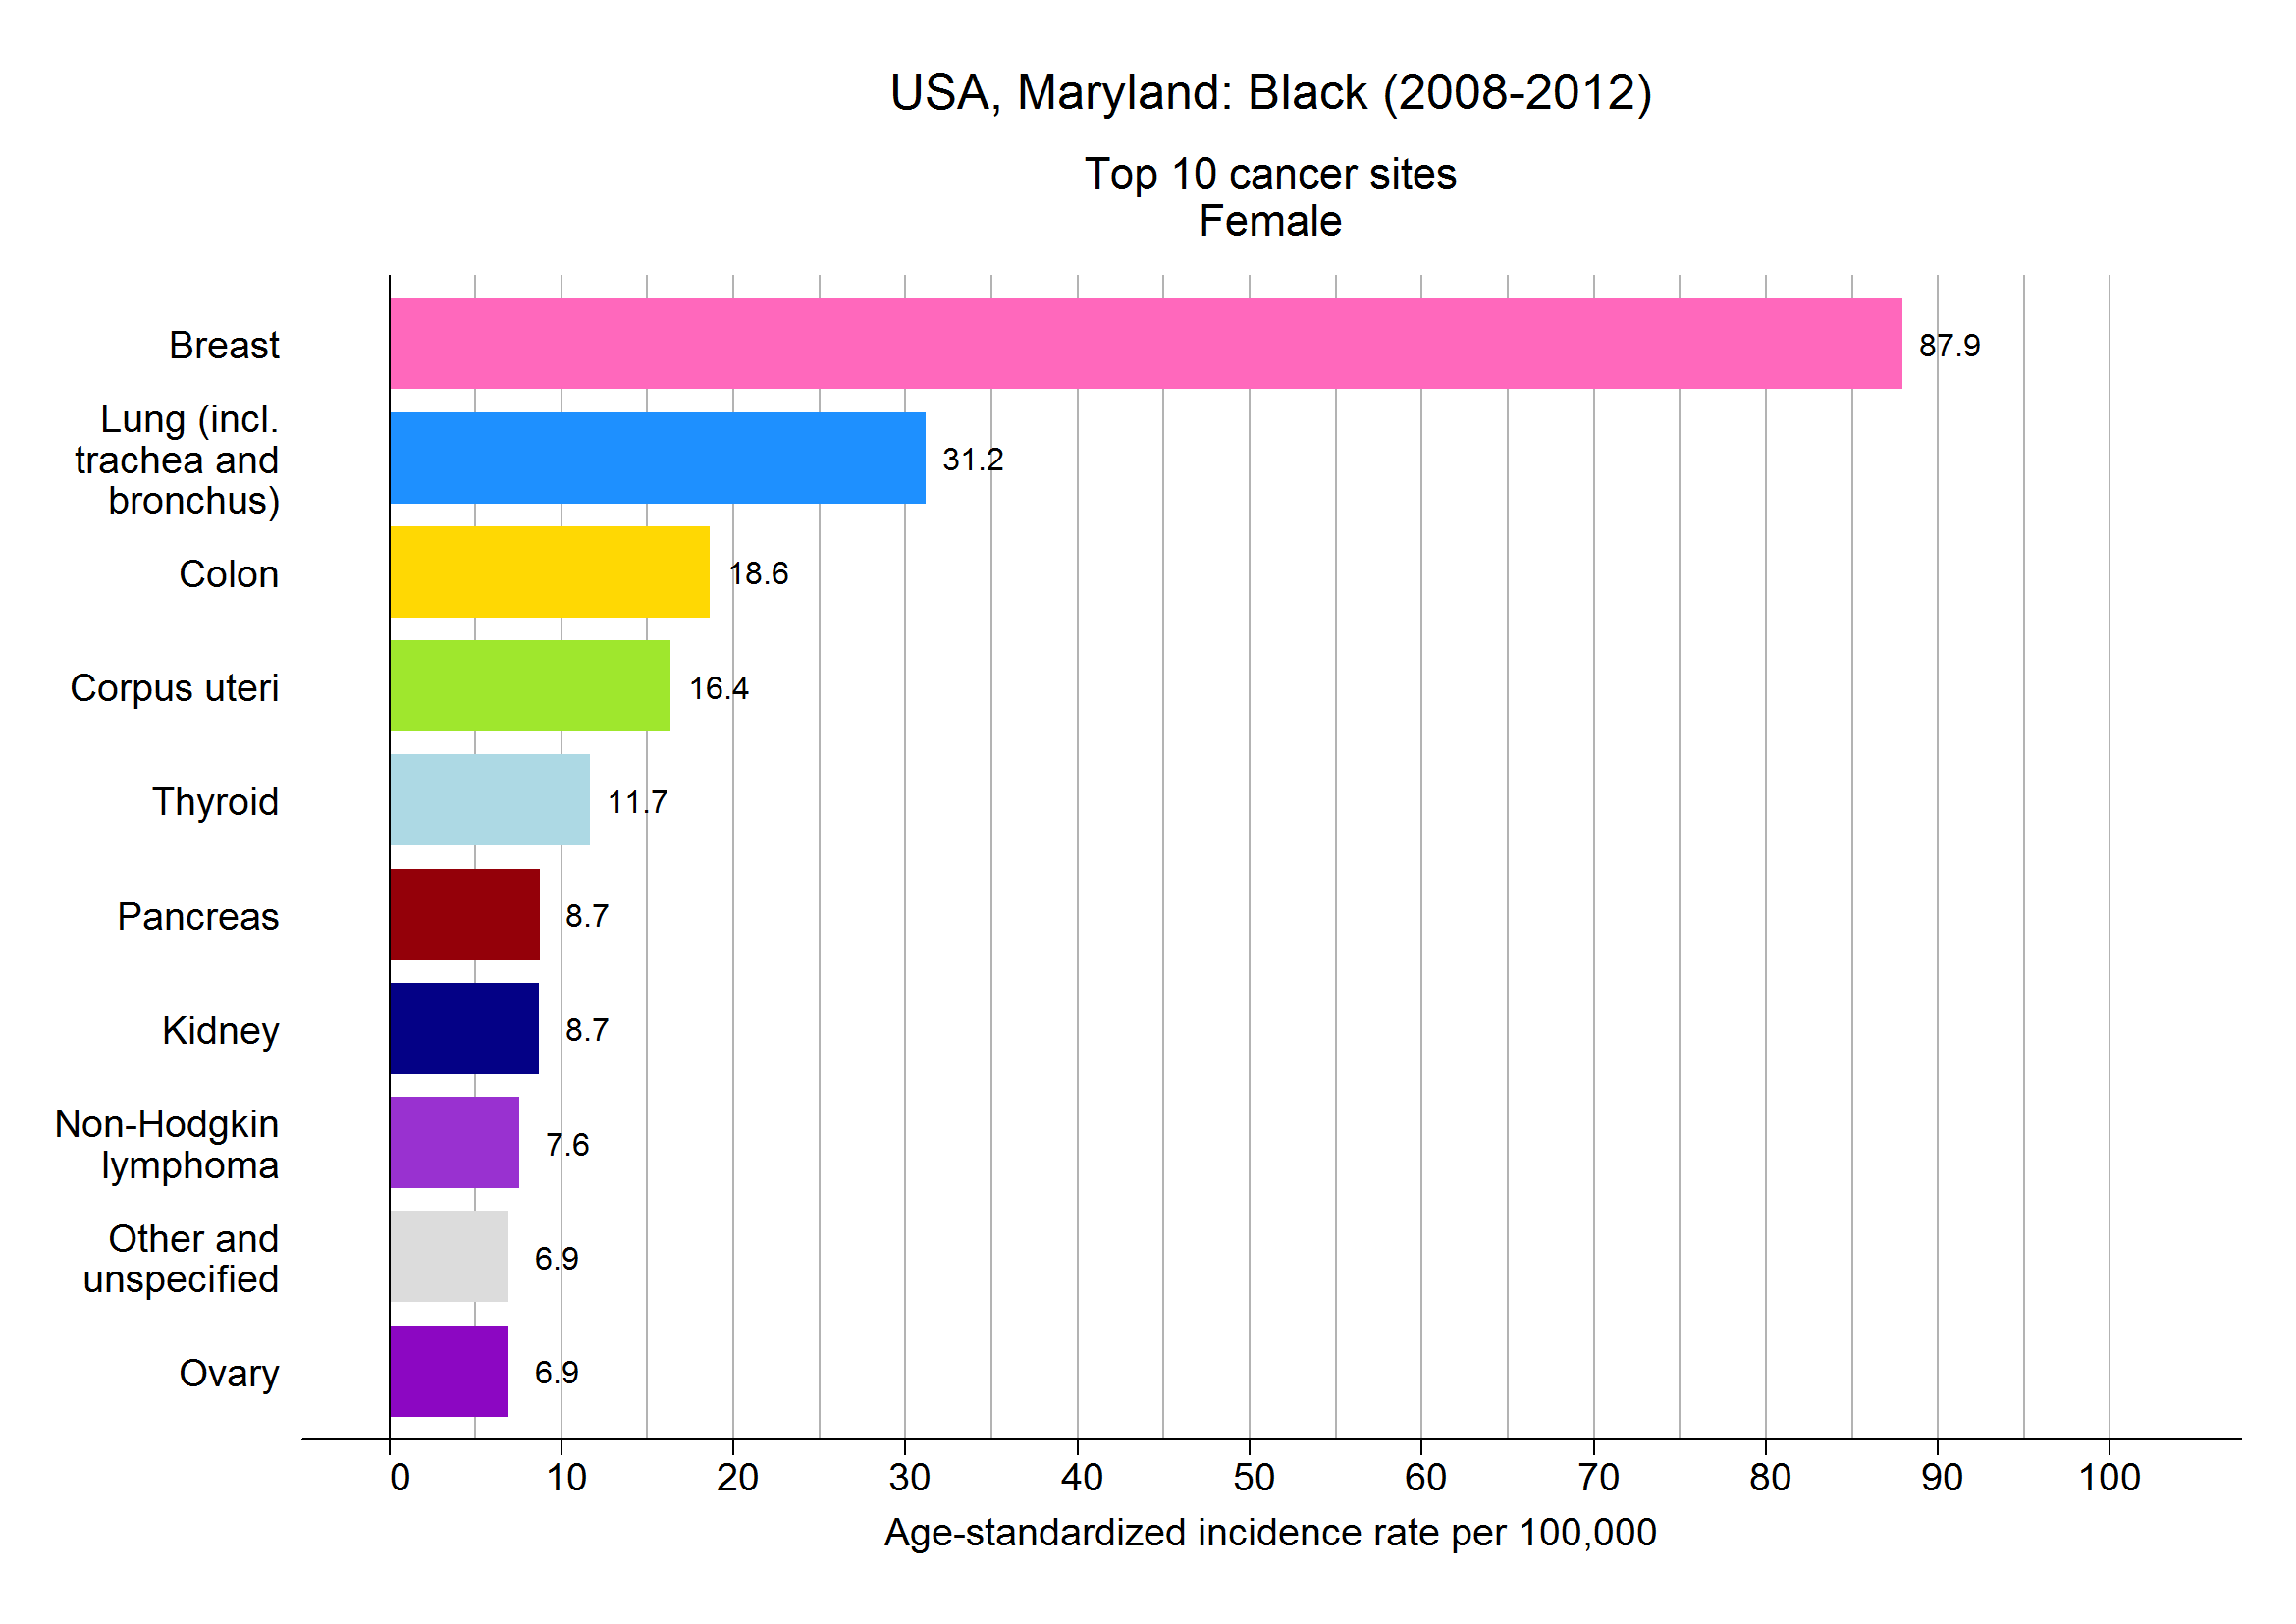 USA, Maryland: Black (2008-2012)
Top 10 cancer sites
Female
Breast
87.9
Lung (incl.
trachea and
bronchus)
31.2
Colon
18.6
Corpus uteri
16.4
Thyroid
11.7
Pancreas
8.7
Kidney
8.7
Non-Hodgkin
lymphoma
7.6
Other and
unspecified
6.9
Ovary
6.9
0 10 20 30 40 50 60 70 80 90 100
Age-standardized incidence rate per 100,000